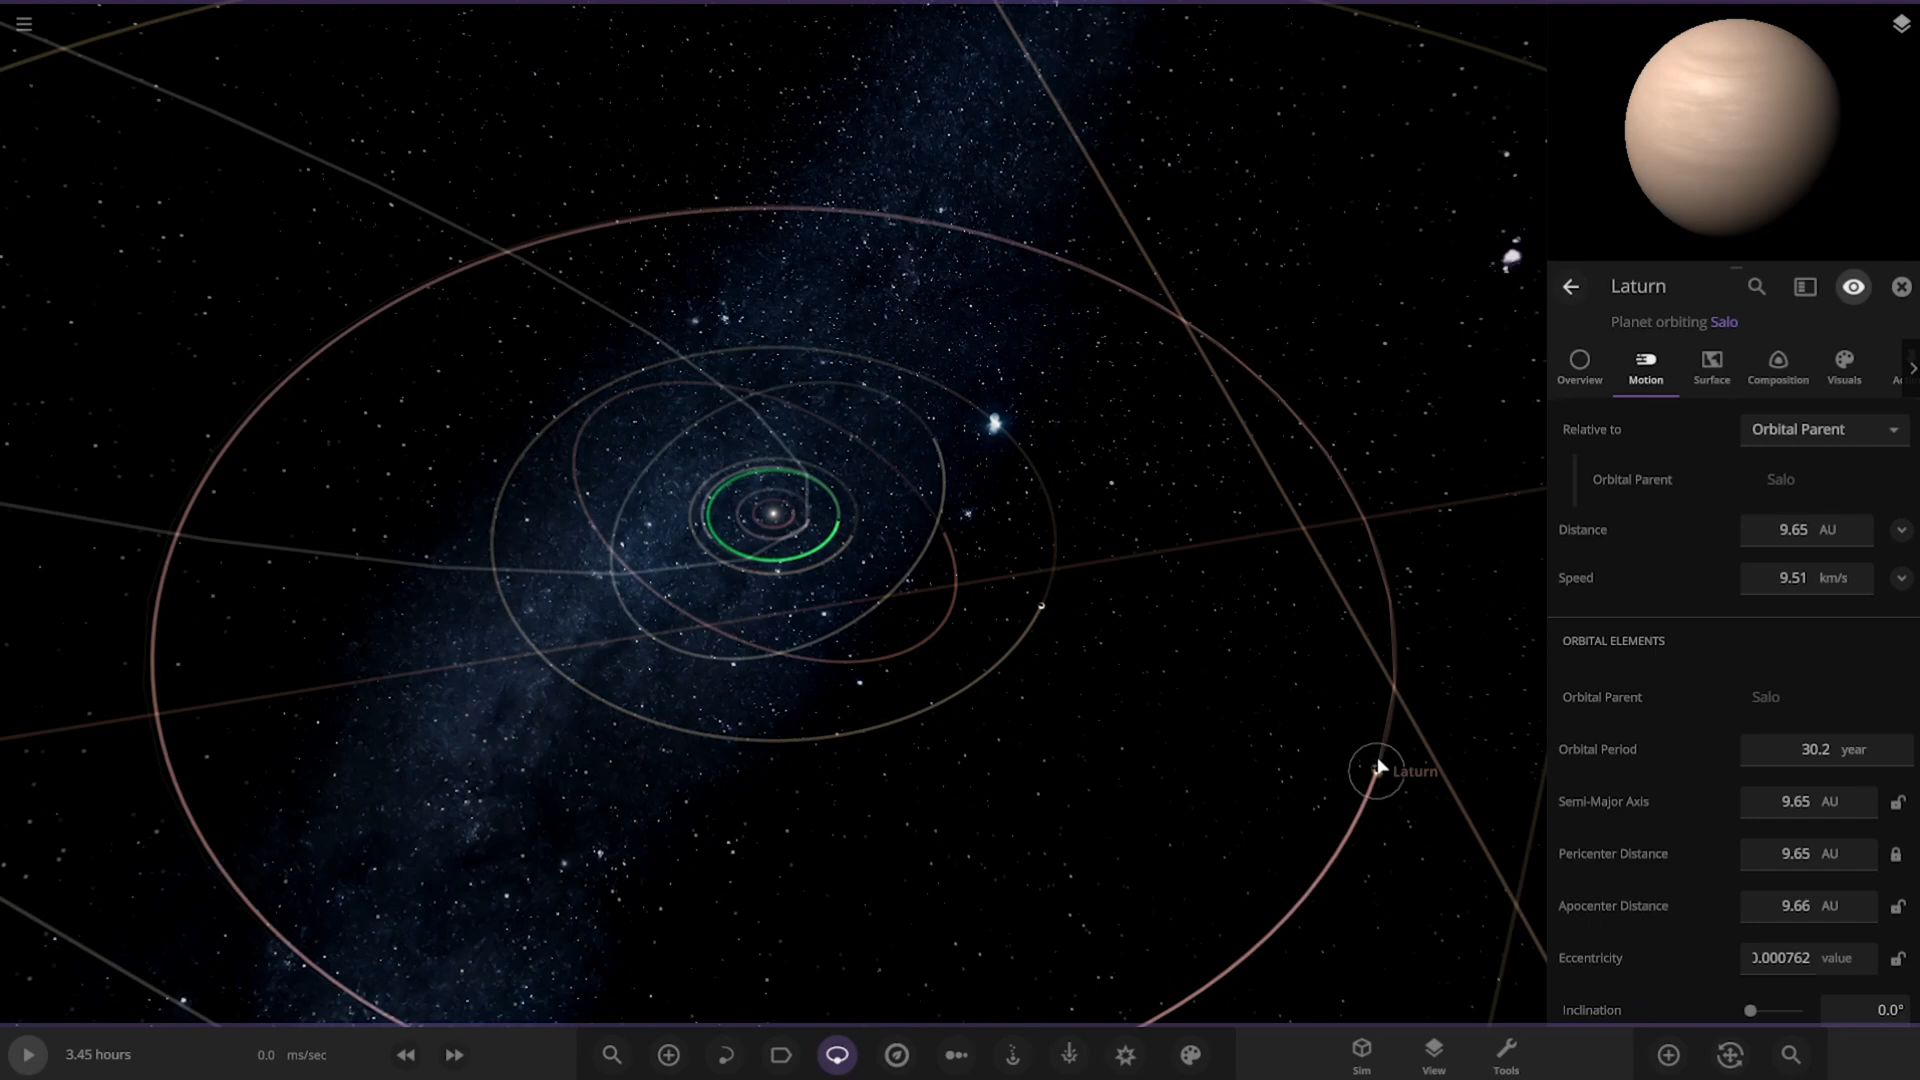 Laturn
Planet orbiting Salo
Overview
Motion
Surface
Composition
Visuals
Relative to
Orbital Parent
Orbital Parent
Salo
Distance
9.65 AU
Speed
9.51 km/s
ORBITAL ELEMENTS
Orbital Parent
Salo
Orbital Period
30.2 year
Semi-Major Axis
9.65 AU
Pericenter Distance
9.65 AU
Apocenter Distance
9.66 AU
Eccentricity
0.000762 value
Inclination
0.0°
Laturn
3.45 hours
0.0 ms/sec
Sim
View
Tools